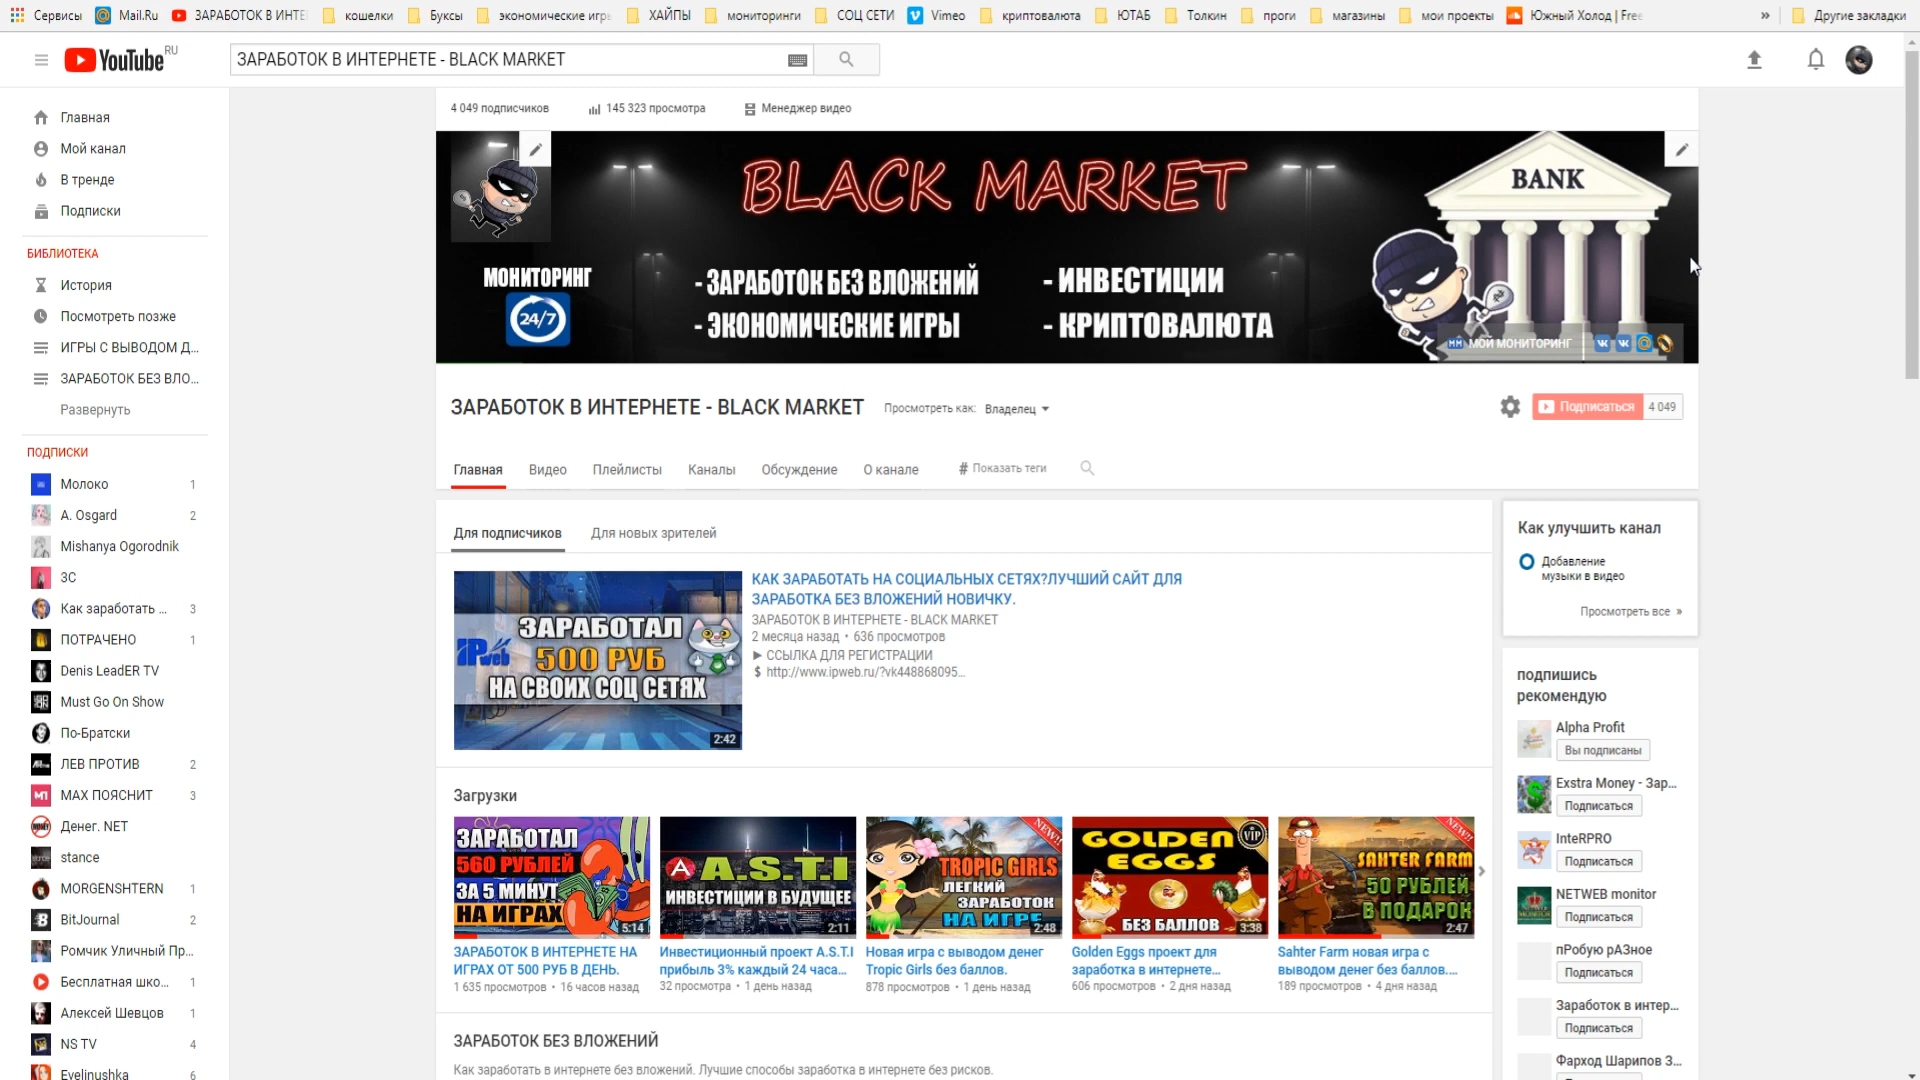 Сервисы
Mail.Ru
ЗАРАБОТОК В ИНТЕ
кошелки
Буксы
экономические игры
ХАЙПЫ
мониторинги
СОЦ СЕТИ
Vimeo
криптовалюта
ЮТАБ
Толкин
проги
магазины
мои проекты
Южный Холод | Free
»
Другие закладки
YouTube RU
ЗАРАБОТОК В ИНТЕРНЕТЕ - BLACK MARKET
Главная
Мой канал
В тренде
Подписки
БИБЛИОТЕКА
История
Посмотреть позже
ИГРЫ С ВЫВОДОМ Д...
ЗАРАБОТОК БЕЗ ВЛО...
Развернуть
ПОДПИСКИ
Молоко 1
A. Osgard 2
Mishanya Ogorodnik
3C
Как заработать ... 3
ПОТРАЧЕНО 1
Denis LeadER TV
Must Go On Show
По-Братски
ЛЕВ ПРОТИВ 2
МАХ ПОЯСНИТ 3
Денег. NET
stance
MORGENSHTERN 1
BitJournal 2
Ромчик Уличный Пр...
Бесплатная шко... 1
Алексей Шевцов 1
NS TV 4
Evelinushka 6
4 049 подписчиков
145 323 просмотра
Менеджер видео
BLACK MARKET
BANK
МОНИТОРИНГ
24/7
- ЗАРАБОТОК БЕЗ ВЛОЖЕНИЙ
- ЭКОНОМИЧЕСКИЕ ИГРЫ
- ИНВЕСТИЦИИ
- КРИПТОВАЛЮТА
МОЙ МОНИТОРИНГ
ЗАРАБОТОК В ИНТЕРНЕТЕ - BLACK MARKET
Просмотреть как: Владелец
Подписаться 4 049
Главная
Видео
Плейлисты
Каналы
Обсуждение
О канале
# Показать теги
Для подписчиков
Для новых зрителей
ЗАРАБОТАЛ
IPweb
500 РУБ
НА СВОИХ СОЦ СЕТЯХ
2:42
КАК ЗАРАБОТАТЬ НА СОЦИАЛЬНЫХ СЕТЯХ?ЛУЧШИЙ САЙТ ДЛЯ
ЗАРАБОТКА БЕЗ ВЛОЖЕНИЙ НОВИЧКУ.
ЗАРАБОТОК В ИНТЕРНЕТЕ - BLACK MARKET
2 месяца назад • 636 просмотров
► ССЫЛКА ДЛЯ РЕГИСТРАЦИИ
$ http://www.ipweb.ru/?vk448868095...
Загрузки
ЗАРАБОТАЛ
560 РУБЛЕЙ
ЗА 5 МИНУТ
НА ИГРАХ
5:14
ЗАРАБОТОК В ИНТЕРНЕТЕ НА
ИГРАХ ОТ 500 РУБ В ДЕНЬ.
1 635 просмотров • 16 часов назад
A.S.T.I
ИНВЕСТИЦИИ В БУДУЩЕЕ
2:11
Инвестиционный проект A.S.T.I
прибыль 3% каждый 24 часа...
32 просмотра • 1 день назад
NEW!!
TROPIC GIRLS
ЛЕГКИЙ
ЗАРАБОТОК
НА ИГРЕ
2:48
Новая игра с выводом денег
Tropic Girls без баллов.
878 просмотров • 1 день назад
GOLDEN
EGGS
VIP
БЕЗ БАЛЛОВ
3:38
Golden Eggs проект для
заработка в интернете...
606 просмотров • 2 дня назад
NEW!!
SAHTER FARM
50 РУБЛЕЙ
В ПОДАРОК
2:47
Sahter Farm новая игра с
выводом денег без баллов....
189 просмотров • 4 дня назад
ЗАРАБОТОК БЕЗ ВЛОЖЕНИЙ
Как заработать в интернете без вложений. Лучшие способы заработка в интернете без рисков.
Как улучшить канал
Добавление
музыки в видео
Просмотреть все »
подпишись
рекомендую
Alpha Profit
Вы подписаны
Exstra Money - Зар...
Подписаться
InteRPRO
Подписаться
NETWEB monitor
Подписаться
пРобую рАЗное
Подписаться
Заработок в интер...
Подписаться
Фарход Шарипов З...